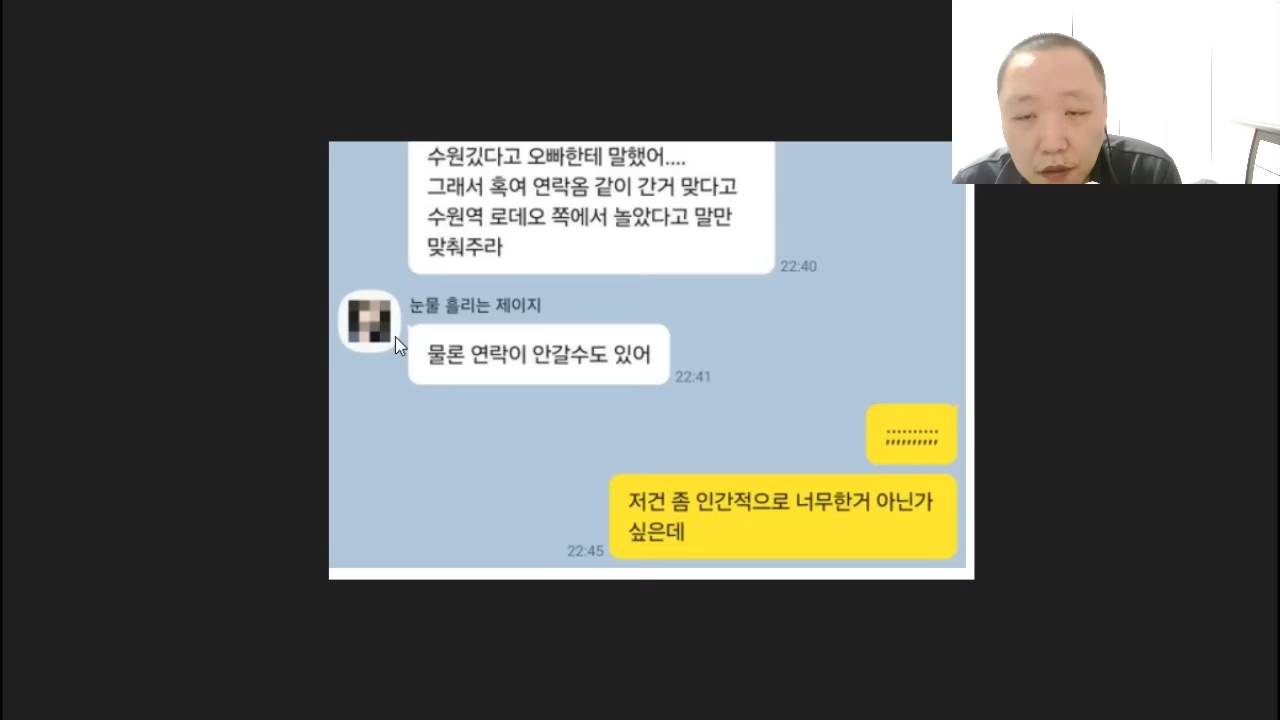 수원갔다고 오빠한테 말했어....
그래서 혹여 연락옴 같이 간거 맞다고
수원역 로데오 쪽에서 놀았다고 말만
맞춰주라
22:40
눈물 흘리는 제이지
물론 연락이 안갈수도 있어
22:41
;;;;;;;;;;
저건 좀 인간적으로 너무한거 아닌가
싶은데
22:45